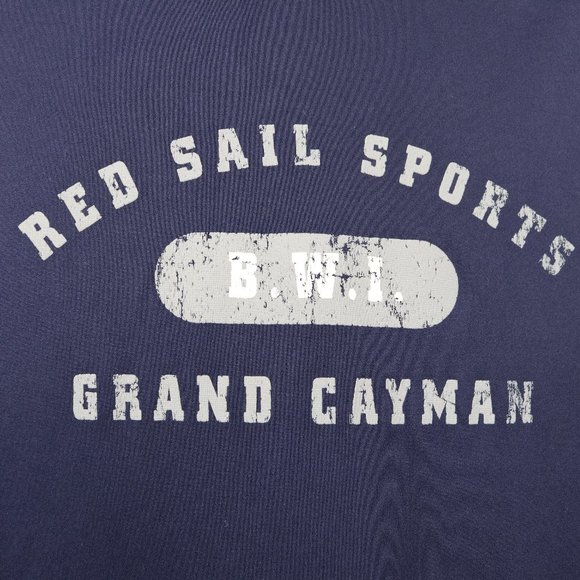 RED SAIL SPORTS
B.W.I.
GRAND CAYMAN